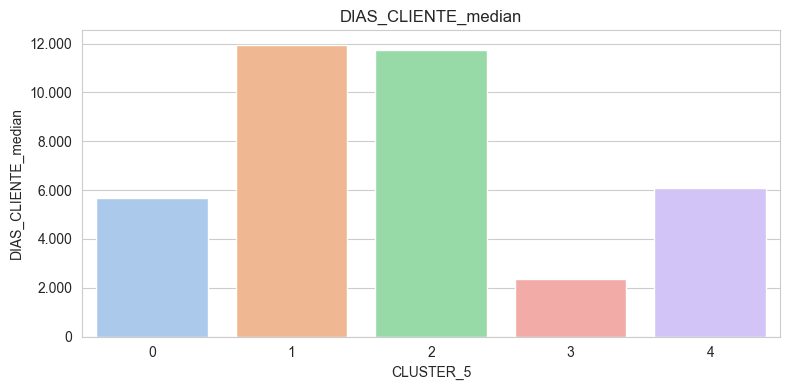 DIAS_CLIENTE_median
DIAS_CLIENTE_median
12.000
10.000
8.000
6.000
4.000
2.000
0
0 1 2 3 4
CLUSTER_5